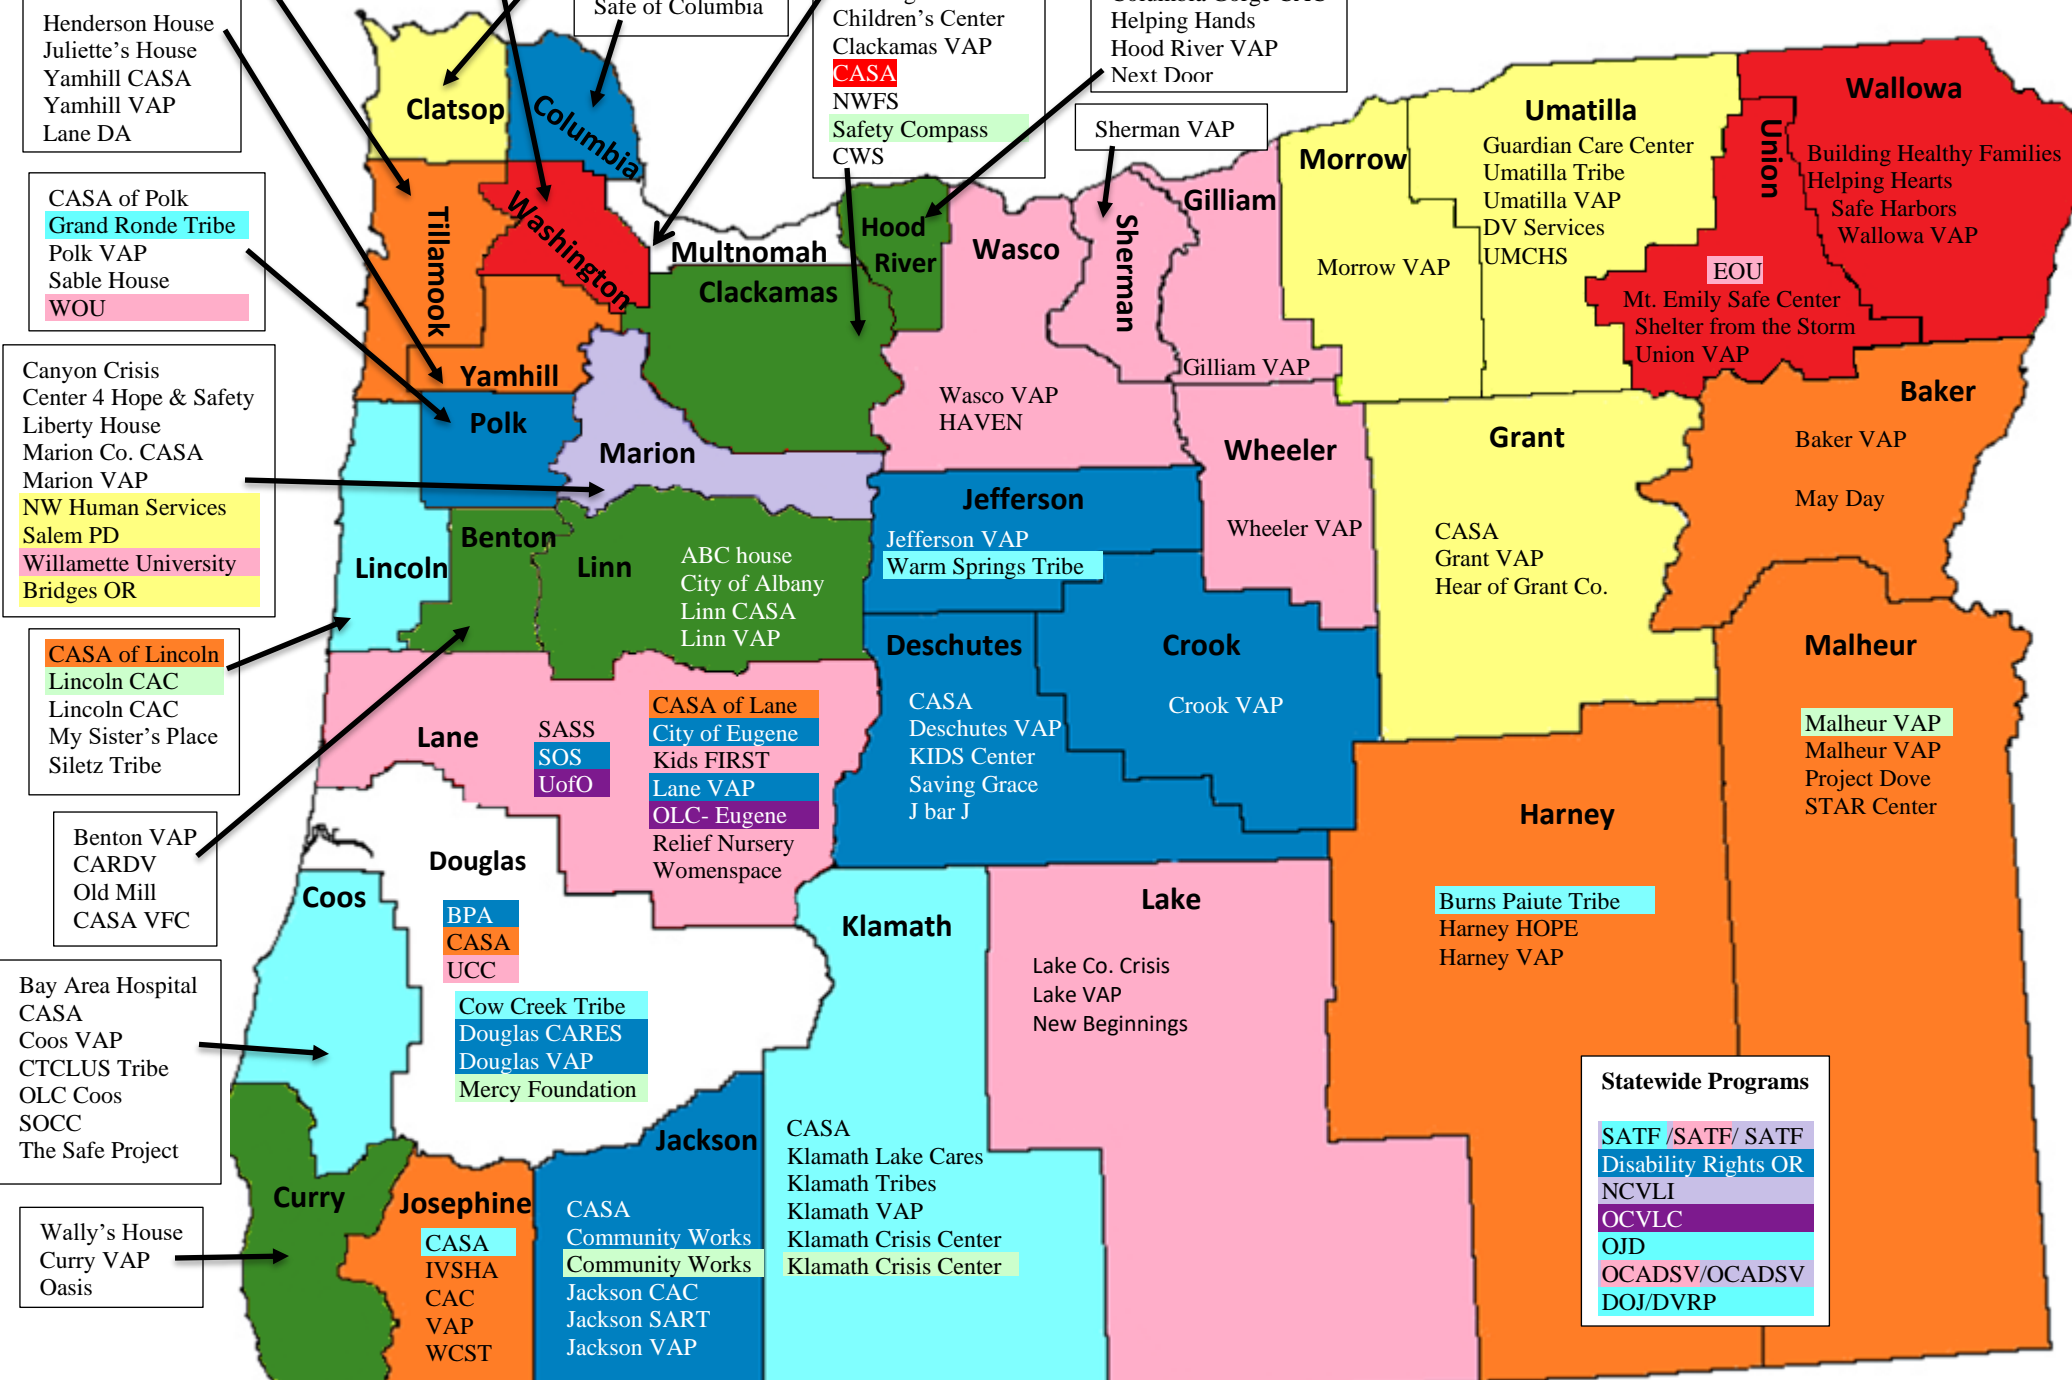 Henderson House
Juliette's House
Yamhill CASA
Yamhill VAP
Lane DA
Safe of Columbia
Children's Center
Clackamas VAP
CASA
NWFS
Safety Compass
CWS
Helping Hands
Hood River VAP
Next Door
Sherman VAP
Clatsop
Columbia
Tillamook
Washington
Multnomah
Clackamas
Hood
River
Wasco
Wasco VAP
HAVEN
Sherman
Gilliam
Gilliam VAP
Morrow
Morrow VAP
Umatilla
Guardian Care Center
Umatilla Tribe
Umatilla VAP
DV Services
UMCHS
Union
EOU
Mt. Emily Safe Center
Shelter from the Storm
Union VAP
Wallowa
Building Healthy Families
Helping Hearts
Safe Harbors
Wallowa VAP
CASA of Polk
Grand Ronde Tribe
Polk VAP
Sable House
WOU
Yamhill
Polk
Marion
Canyon Crisis
Center 4 Hope & Safety
Liberty House
Marion Co. CASA
Marion VAP
NW Human Services
Salem PD
Willamette University
Bridges OR
Lincoln
Benton
Linn
ABC house
City of Albany
Linn CASA
Linn VAP
Jefferson
Jefferson VAP
Warm Springs Tribe
Wheeler
Wheeler VAP
Grant
CASA
Grant VAP
Hear of Grant Co.
Baker
Baker VAP
May Day
CASA of Lincoln
Lincoln CAC
Lincoln CAC
My Sister's Place
Siletz Tribe
Lane
SASS
SOS
UofO
CASA of Lane
City of Eugene
Kids FIRST
Lane VAP
OLC- Eugene
Relief Nursery
Womenspace
Deschutes
CASA
Deschutes VAP
KIDS Center
Saving Grace
J bar J
Crook
Crook VAP
Malheur
Malheur VAP
Malheur VAP
Project Dove
STAR Center
Harney
Burns Paiute Tribe
Harney HOPE
Harney VAP
Benton VAP
CARDV
Old Mill
CASA VFC
Douglas
BPA
CASA
UCC
Cow Creek Tribe
Douglas CARES
Douglas VAP
Mercy Foundation
Coos
Bay Area Hospital
CASA
Coos VAP
CTCLUS Tribe
OLC Coos
SOCC
The Safe Project
Klamath
CASA
Klamath Lake Cares
Klamath Tribes
Klamath VAP
Klamath Crisis Center
Klamath Crisis Center
Lake
Lake Co. Crisis
Lake VAP
New Beginnings
Curry
Wally's House
Curry VAP
Oasis
Josephine
CASA
IVSHA
CAC
VAP
WCST
Jackson
CASA
Community Works
Community Works
Jackson CAC
Jackson SART
Jackson VAP
Statewide Programs
SATF /SATF/ SATF
Disability Rights OR
NCVLI
OCVLC
OJD
OCADSV/OCADSV
DOJ/DVRP